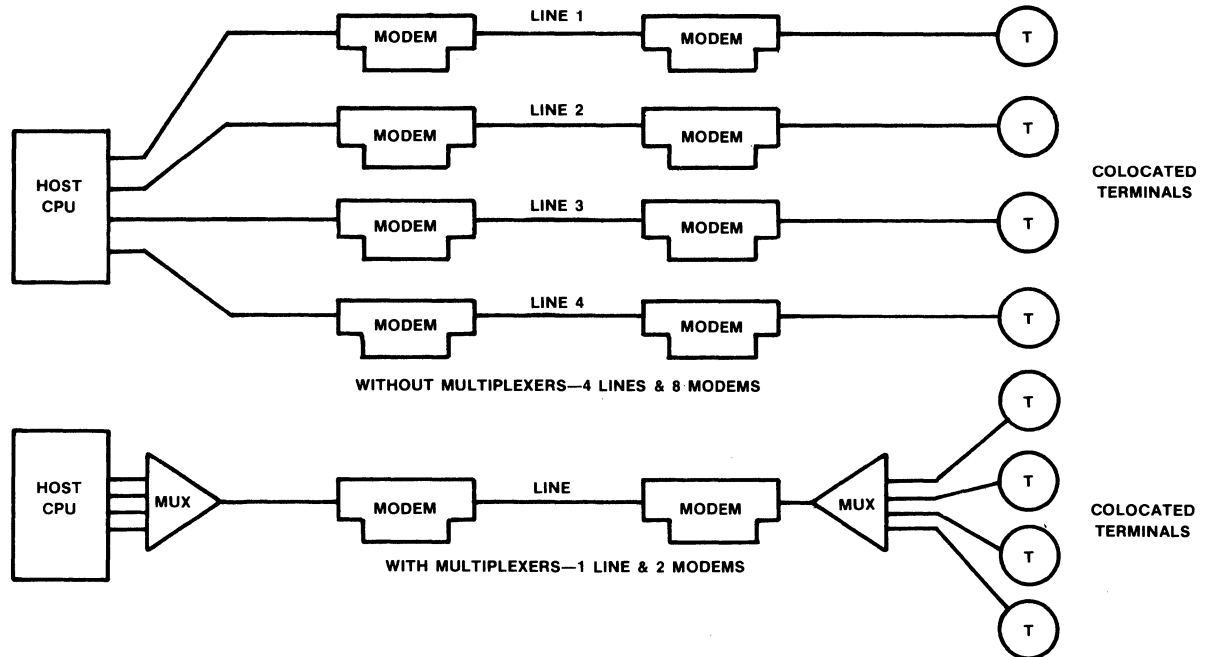 LINE 1
MODEM
MODEM
T
LINE 2
MODEM
MODEM
T
HOST
CPU
COLOCATED
TERMINALS
LINE 3
MODEM
MODEM
T
LINE 4
MODEM
MODEM
T
WITHOUT MULTIPLEXERS—4 LINES & 8 MODEMS
T
HOST
CPU
MUX
MODEM
LINE
MODEM
MUX
T
COLOCATED
TERMINALS
T
WITH MULTIPLEXERS—1 LINE & 2 MODEMS
T